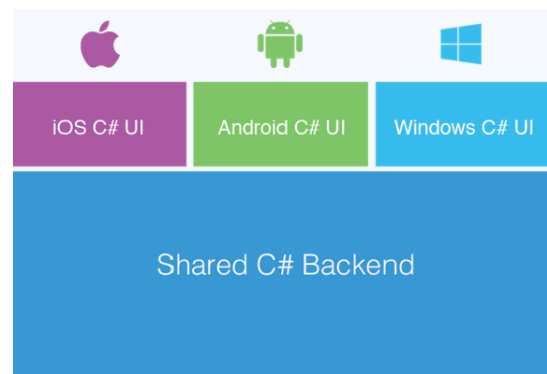 iOS C# UI
Android C# UI
Windows C# UI
Shared C# Backend